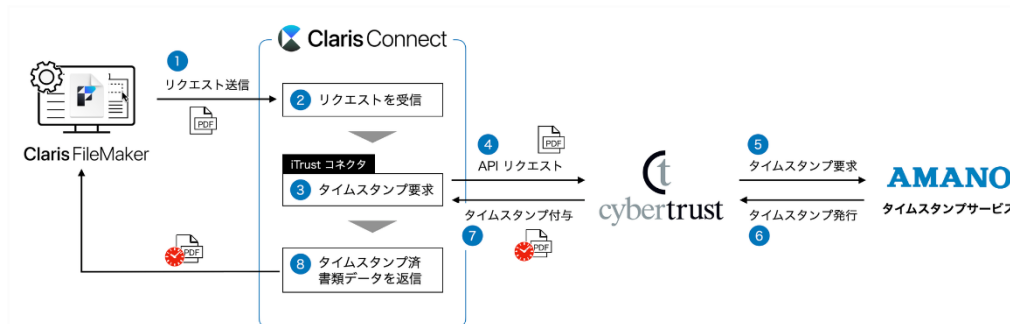 Claris Connect
1
リクエスト送信
PDF
Claris FileMaker
2 リクエストを受信
iTrust コネクタ
3 タイムスタンプ要求
4
PDF
API リクエスト
タイムスタンプ付与
7
PDF
cybertrust
5
タイムスタンプ要求
タイムスタンプ発行
6
AMANO
タイムスタンプサービス
8 タイムスタンプ済
書類データを返信
PDF